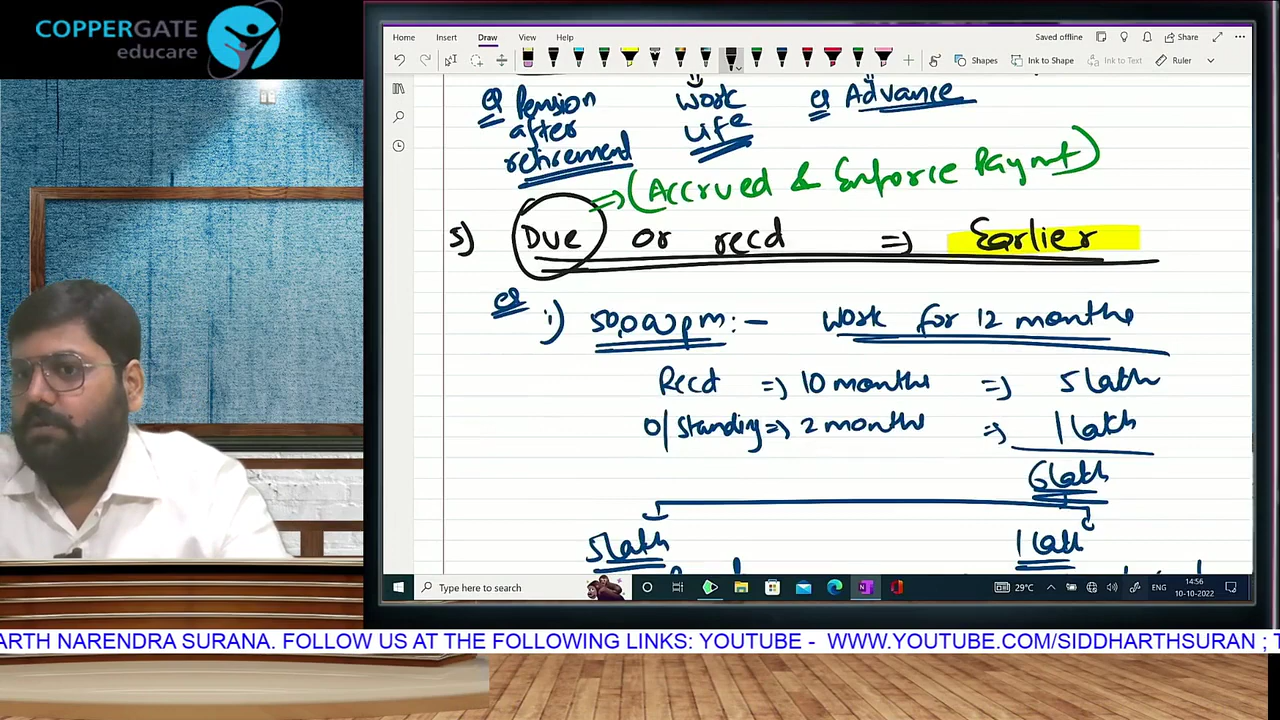 COPPERGATE
educare
Home Insert Draw View Help
Saved offline
Share
Shapes
Ink to Shape
Ink to Text
Ruler
eg Pension work eg Advance
after life
retirement
=> (Accrued & Enforce Paymt)
5) Due or recd => Earlier
eg i) 50,000 pm:- work for 12 months
Recd => 10 months => 5 lakh
O/Standing => 2 months => 1 lakh
6 lakh
5 lakh 1 lakh
Type here to search
29°C
ENG
14:56
10-10-2022
ARTH NARENDRA SURANA. FOLLOW US AT THE FOLLOWING LINKS: YOUTUBE - WWW.YOUTUBE.COM/SIDDHARTHSURAN ; T